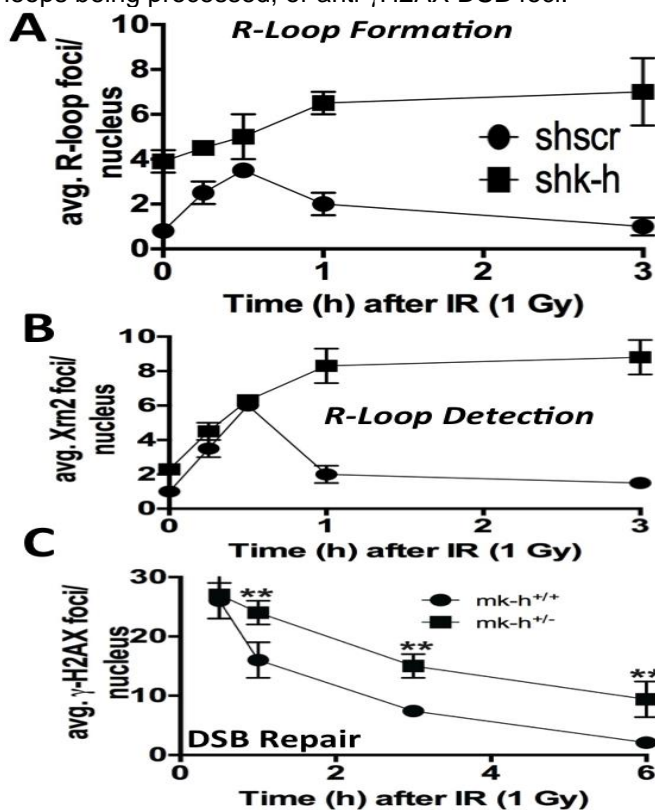 loops being processed, or anti-γH2AX DSB foci.
A
R-Loop Formation
avg. R-loop foci/
nucleus
10
8
6
4
2
0
shscr
shk-h
0 1 2 3
Time (h) after IR (1 Gy)
B
avg. Xrn2 foci/
nucleus
10
8
6
4
2
0
R-Loop Detection
0 1 2 3
Time (h) after IR (1 Gy)
C
avg. γ-H2AX foci/
nucleus
30
20
10
0
**
**
**
mk-h+/+
mk-h+/-
DSB Repair
0 2 4 6
Time (h) after IR (1 Gy)